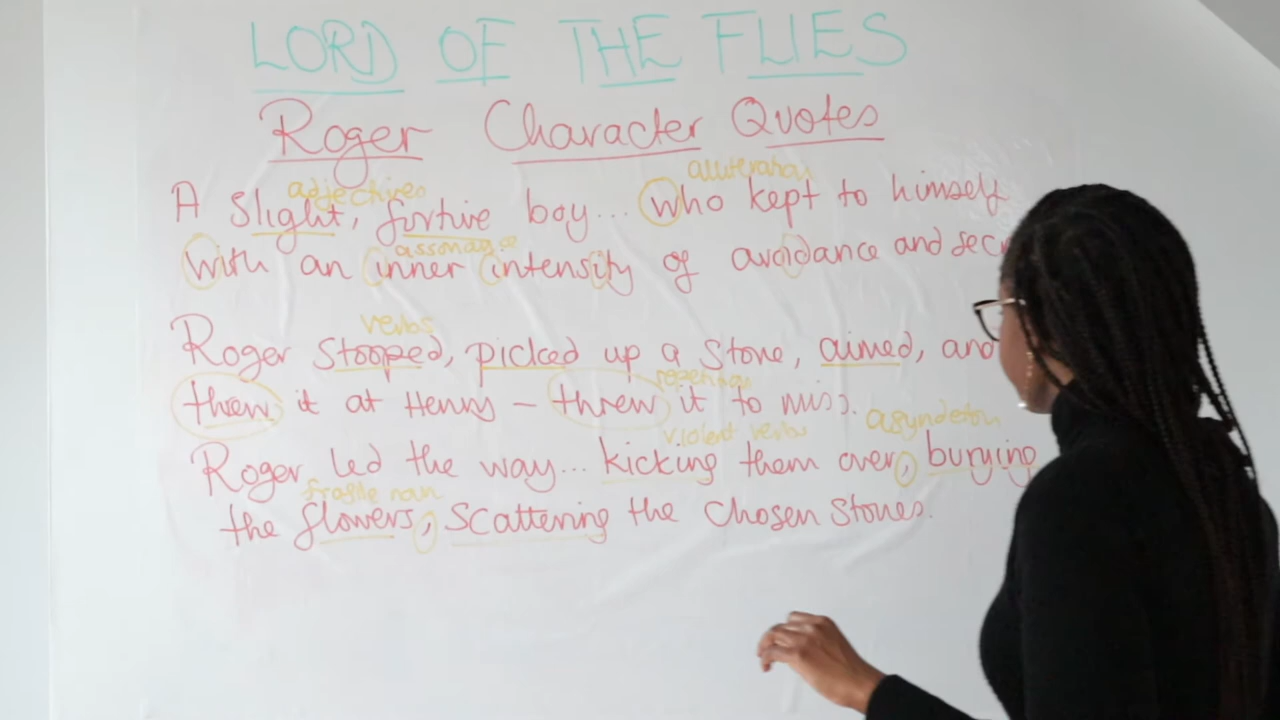 LORD OF THE FLIES
Roger Character Quotes
adjectives
alliteration
A slight, furtive boy... who kept to himself
assonance
with an inner intensity of avoidance and secr
verbs
Roger stooped, picked up a stone, aimed, and
repetition
threw it at Henry – threw it to miss.
violent verbs
asyndeton
Roger led the way... kicking them over, burying
fragile noun
the flowers, scattering the chosen stones.